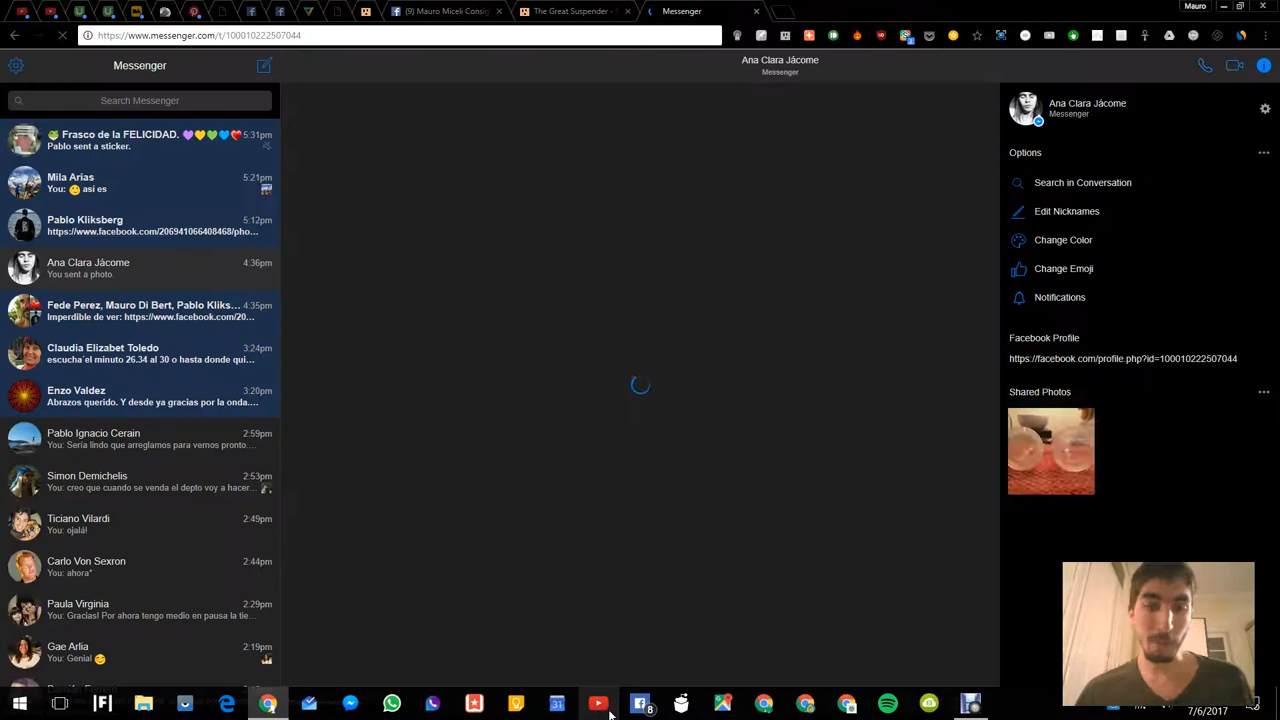 (9) Mauro Miceli Consig
The Great Suspender -
Messenger
Mauro
https://www.messenger.com/t/100010222507044
Messenger
Search Messenger
Frasco de la FELICIDAD. 5:31pm
Pablo sent a sticker.
Mila Arias 5:21pm
You: así es
Pablo Kliksberg 5:12pm
https://www.facebook.com/206941066408468/pho...
Ana Clara Jácome 4:36pm
You sent a photo.
Fede Perez, Mauro Di Bert, Pablo Kliks... 4:35pm
Imperdible de ver: https://www.facebook.com/20...
Claudia Elizabet Toledo 3:24pm
escucha el minuto 26.34 al 30 o hasta donde qui...
Enzo Valdez 3:20pm
Abrazos querido. Y desde ya gracias por la onda....
Pablo Ignacio Cerain 2:59pm
You: Sería lindo que arreglamos para vernos pronto....
Simon Demichelis 2:53pm
You: creo que cuando se venda el depto voy a hacer...
Ticiano Vilardi 2:49pm
You: ojalá!
Carlo Von Sexron 2:44pm
You: ahora*
Paula Virginia 2:29pm
You: Gracias! Por ahora tengo medio en pausa la tie...
Gae Arlia 2:19pm
You: Genial
Ana Clara Jácome
Messenger
Ana Clara Jácome
Messenger
Options
Search in Conversation
Edit Nicknames
Change Color
Change Emoji
Notifications
Facebook Profile
https://facebook.com/profile.php?id=100010222507044
Shared Photos
31
8
7/6/2017